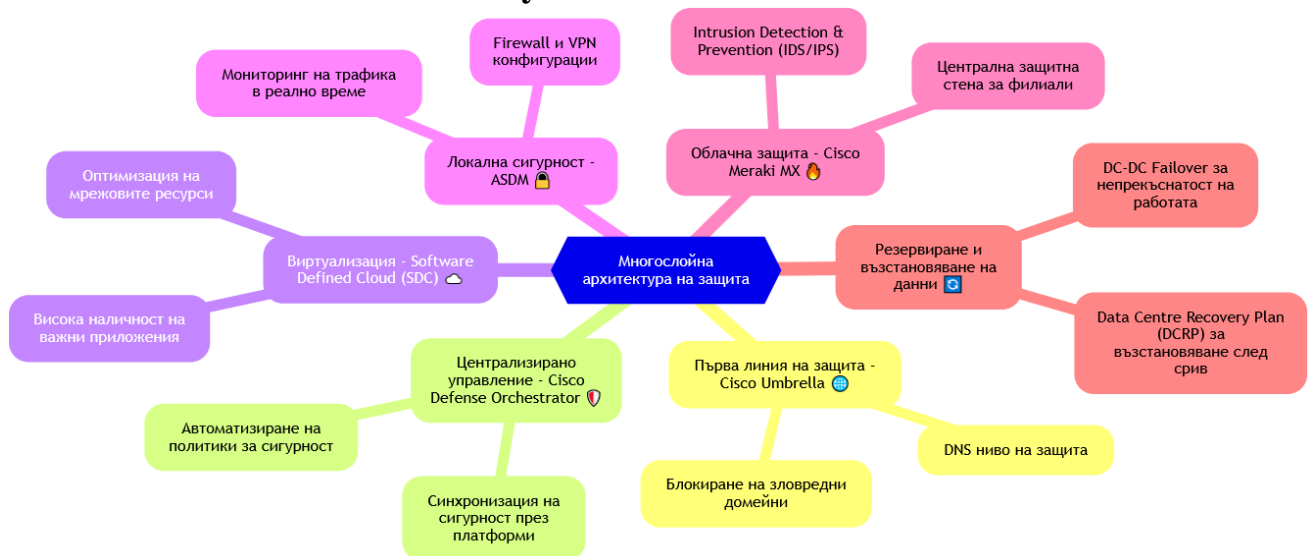 Firewall и VPN
конфигурации
Intrusion Detection &
Prevention (IDS/IPS)
Мониторинг на трафика
в реално време
Централна защитна
стена за филиали
Локална сигурност -
ASDM
Облачна защита - Cisco
Meraki MX
Оптимизация на
мрежовите ресурси
DC-DC Failover за
непрекъснатост на
работата
Виртуализация - Software
Defined Cloud (SDC)
Многослойна
архитектура на защита
Резервиране и
възстановяване на
данни
Висока наличност на
важни приложения
Data Centre Recovery Plan
(DCRP) за
възстановяване след
срив
Централизирано
управление - Cisco
Defense Orchestrator
Първа линия на защита -
Cisco Umbrella
Автоматизиране на
политики за сигурност
DNS ниво на защита
Синхронизация на
сигурност през
платформи
Блокиране на зловредни
домейни